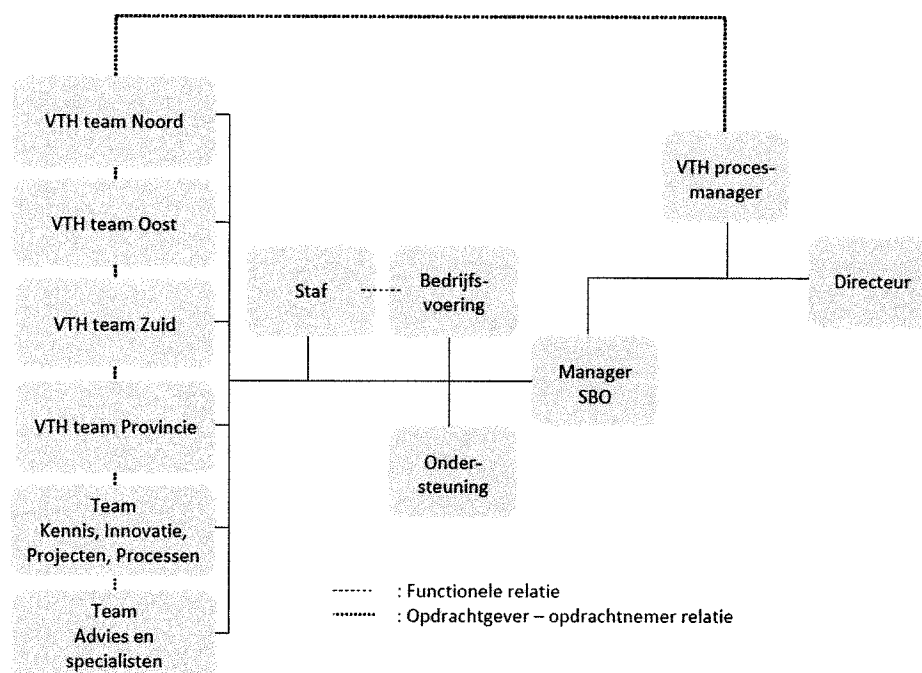 VTH team Noord
VTH team Oost
VTH team Zuid
VTH team Provincie
Team
Kennis, Innovatie,
Projecten, Processen
Team
Advies en
specialisten
Staf
Bedrijfs-
voering
Onder-
steuning
Manager
SBO
VTH proces-
manager
Directeur
: Functionele relatie
: Opdrachtgever – opdrachtnemer relatie